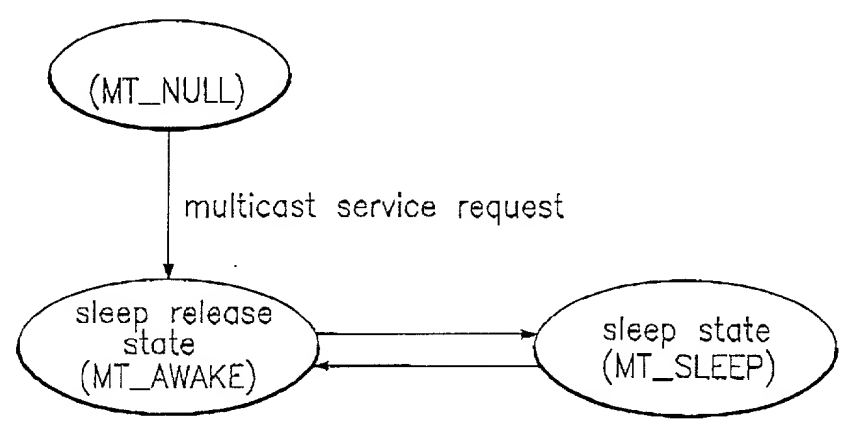 (MT_NULL)
multicast service request
sleep release
state
(MT_AWAKE)
sleep state
(MT_SLEEP)